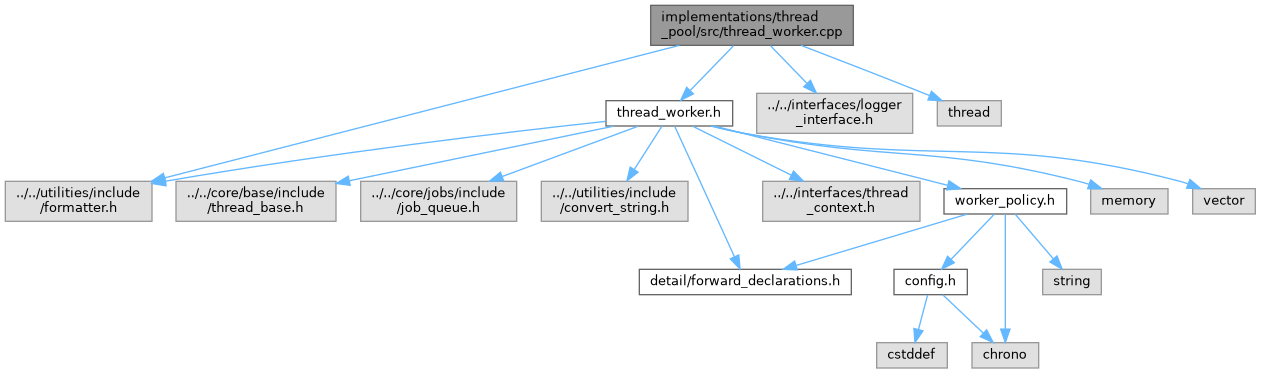 implementations/thread
_pool/src/thread_worker.cpp
thread_worker.h
../../interfaces/logger
_interface.h
thread
../../utilities/include
/formatter.h
../../core/base/include
/thread_base.h
../../core/jobs/include
/job_queue.h
../../utilities/include
/convert_string.h
../../interfaces/thread
_context.h
worker_policy.h
memory
vector
detail/forward_declarations.h
config.h
string
cstddef
chrono